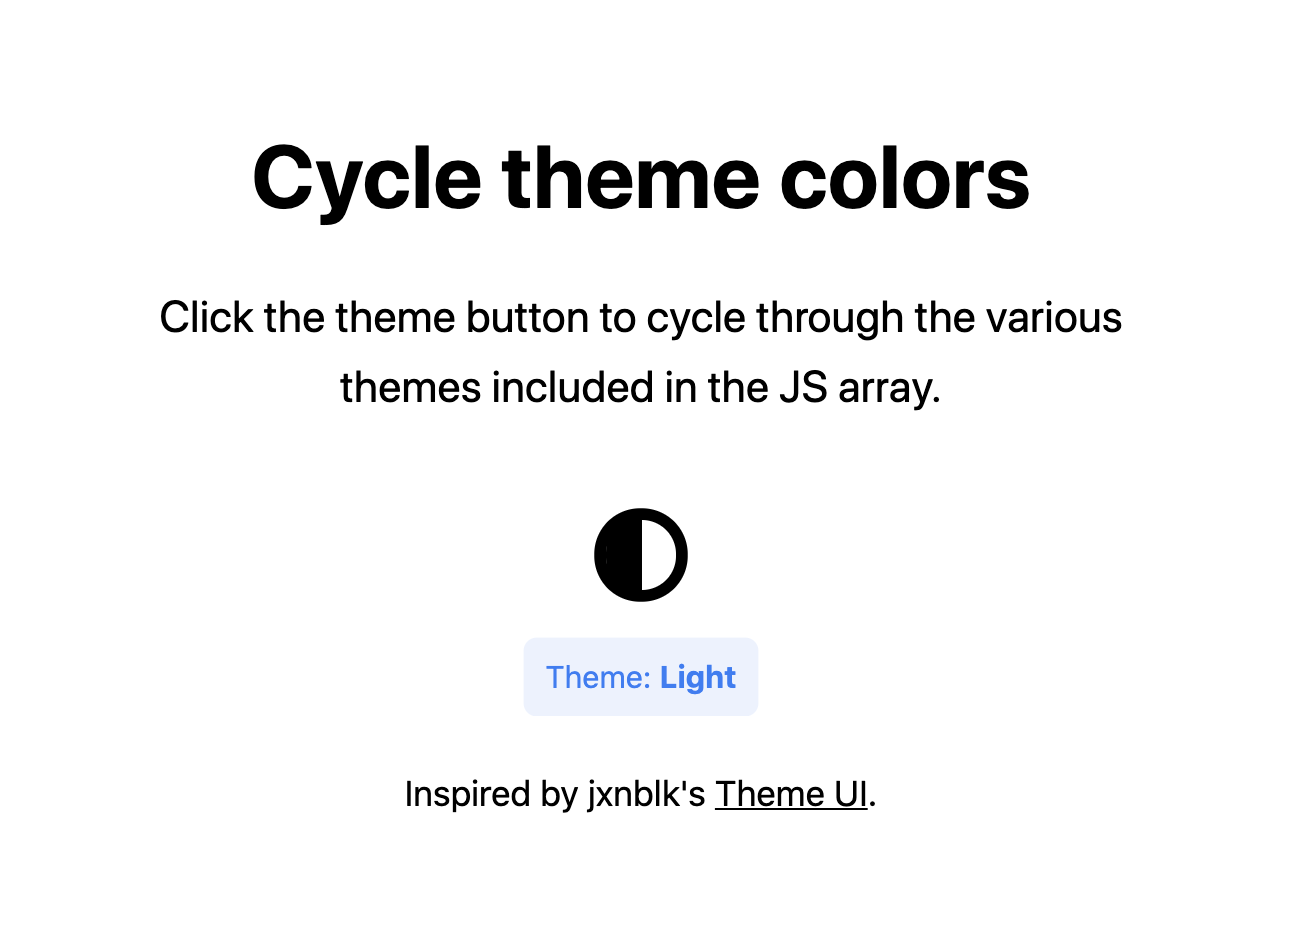 Cycle theme colors
Click the theme button to cycle through the various
themes included in the JS array.
Theme: Light
Inspired by jxnblk's Theme UI.